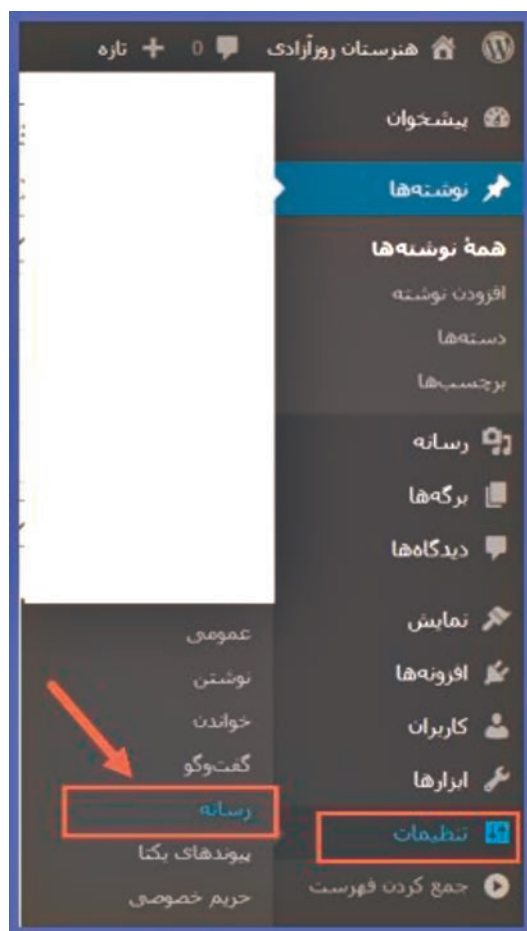 هنرستان روزآزادی 0 تازه
پیشخوان
نوشته‌ها
همهٔ نوشته‌ها
افزودن نوشته
دسته‌ها
برچسب‌ها
رسانه
برگه‌ها
دیدگاه‌ها
نمایش
افزونه‌ها
کاربران
ابزارها
تنظیمات
جمع کردن فهرست
عمومی
نوشتن
خواندن
گفت‌وگو
رسانه
پیوندهای یکتا
حریم خصوصی